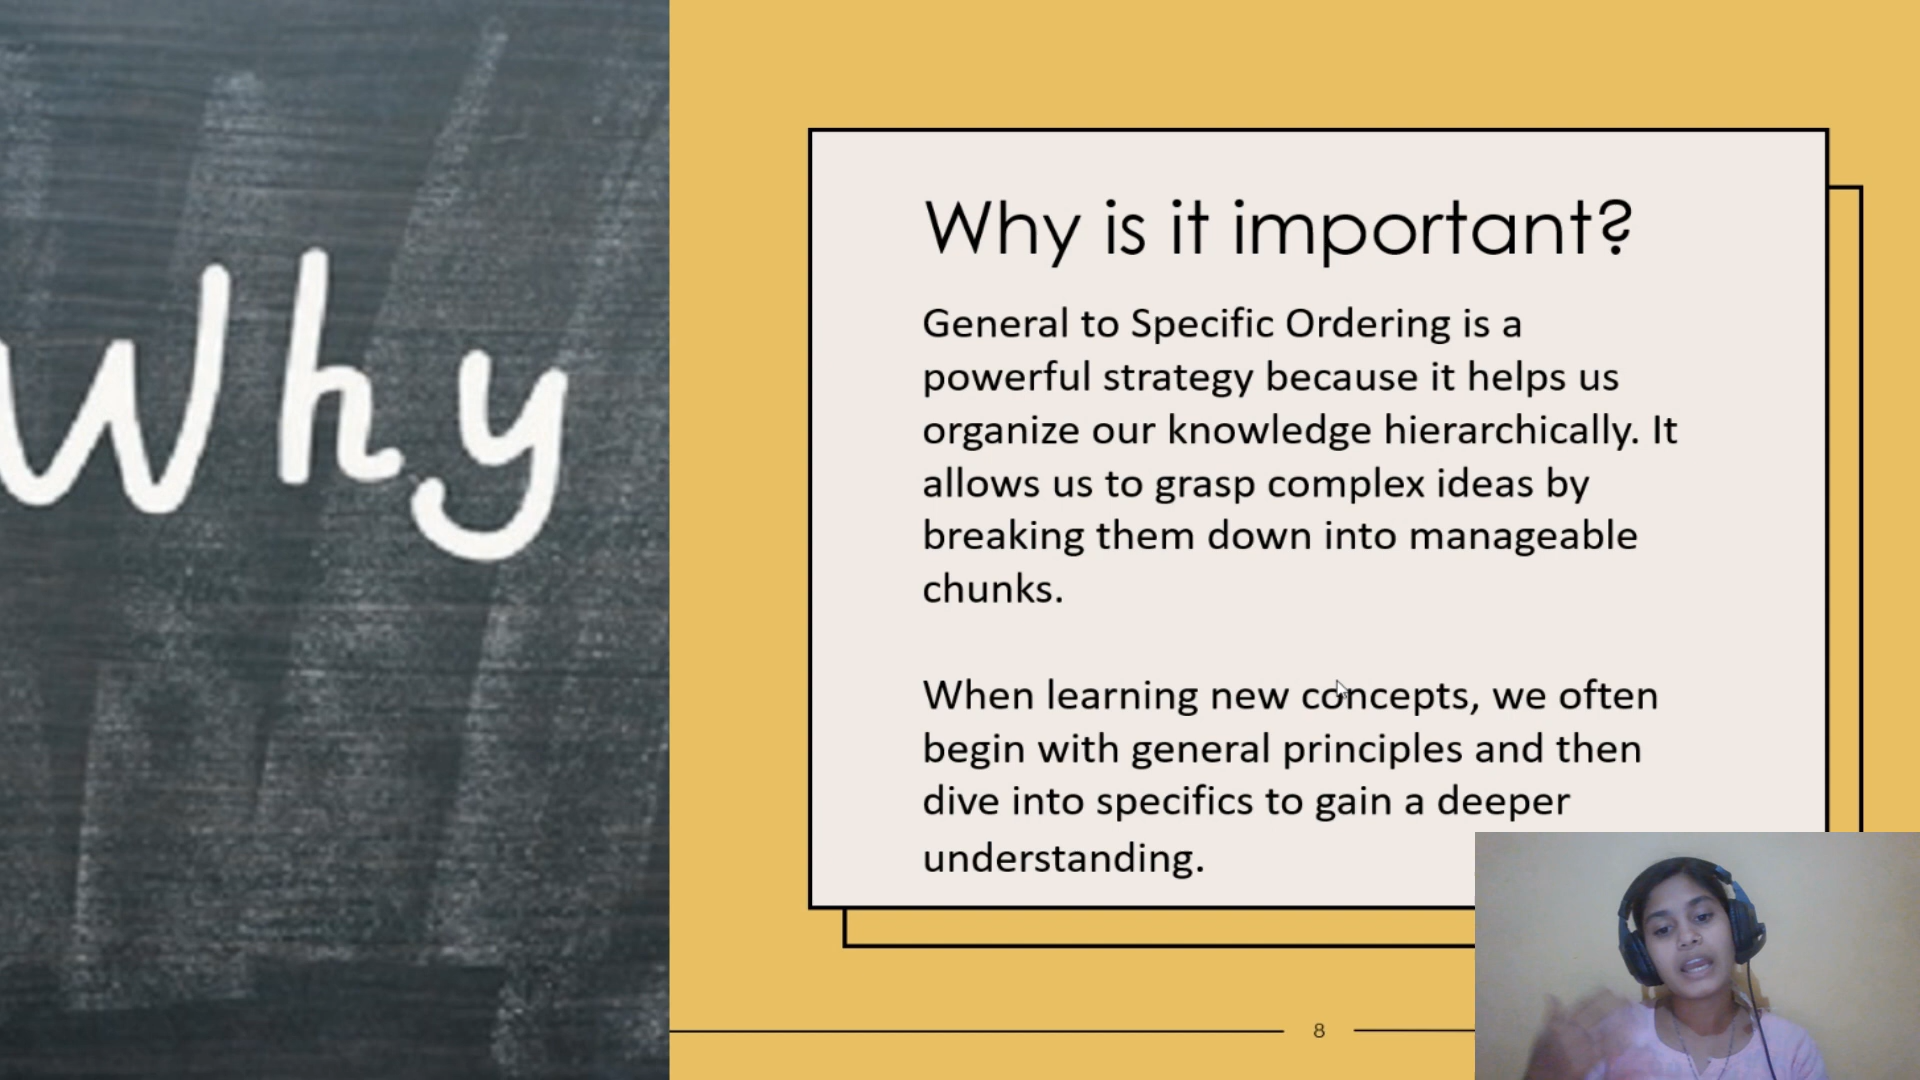 Why
Why is it important?
General to Specific Ordering is a
powerful strategy because it helps us
organize our knowledge hierarchically. It
allows us to grasp complex ideas by
breaking them down into manageable
chunks.
When learning new concepts, we often
begin with general principles and then
dive into specifics to gain a deeper
understanding.
8